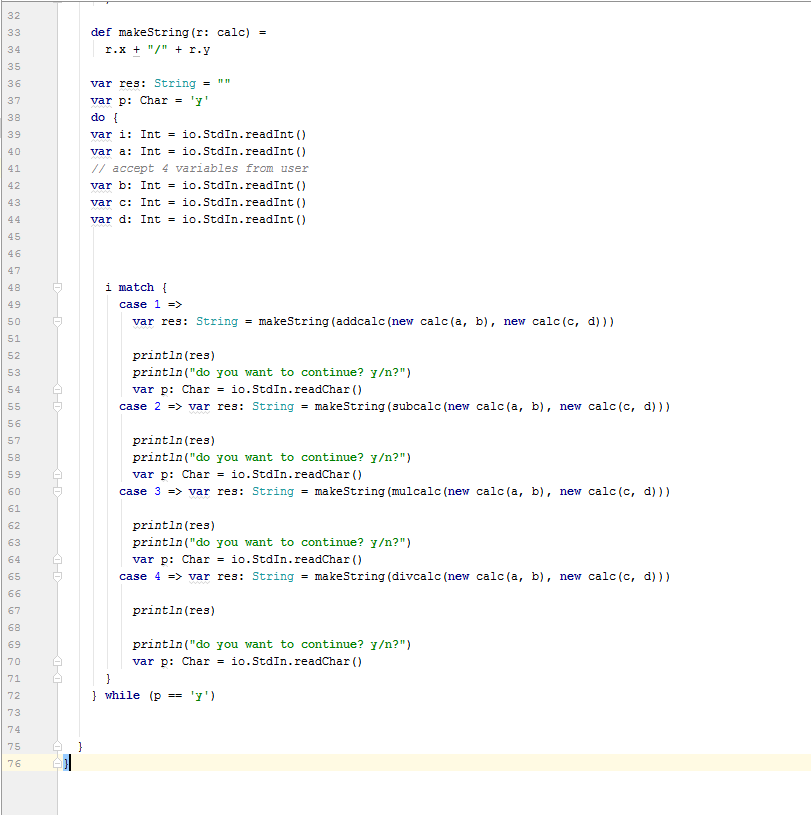 32
33 def makeString(r: calc) =
34 r.x + "/" + r.y
35
36 var res: String = ""
37 var p: Char = 'y'
38 do {
39 var i: Int = io.StdIn.readInt()
40 var a: Int = io.StdIn.readInt()
41 // accept 4 variables from user
42 var b: Int = io.StdIn.readInt()
43 var c: Int = io.StdIn.readInt()
44 var d: Int = io.StdIn.readInt()
45
46
47
48 i match {
49 case 1 =>
50 var res: String = makeString(addcalc(new calc(a, b), new calc(c, d)))
51
52 println(res)
53 println("do you want to continue? y/n?")
54 var p: Char = io.StdIn.readChar()
55 case 2 => var res: String = makeString(subcalc(new calc(a, b), new calc(c, d)))
56
57 println(res)
58 println("do you want to continue? y/n?")
59 var p: Char = io.StdIn.readChar()
60 case 3 => var res: String = makeString(mulcalc(new calc(a, b), new calc(c, d)))
61
62 println(res)
63 println("do you want to continue? y/n?")
64 var p: Char = io.StdIn.readChar()
65 case 4 => var res: String = makeString(divcalc(new calc(a, b), new calc(c, d)))
66
67 println(res)
68
69 println("do you want to continue? y/n?")
70 var p: Char = io.StdIn.readChar()
71 }
72 } while (p == 'y')
73
74
75 }
76 }